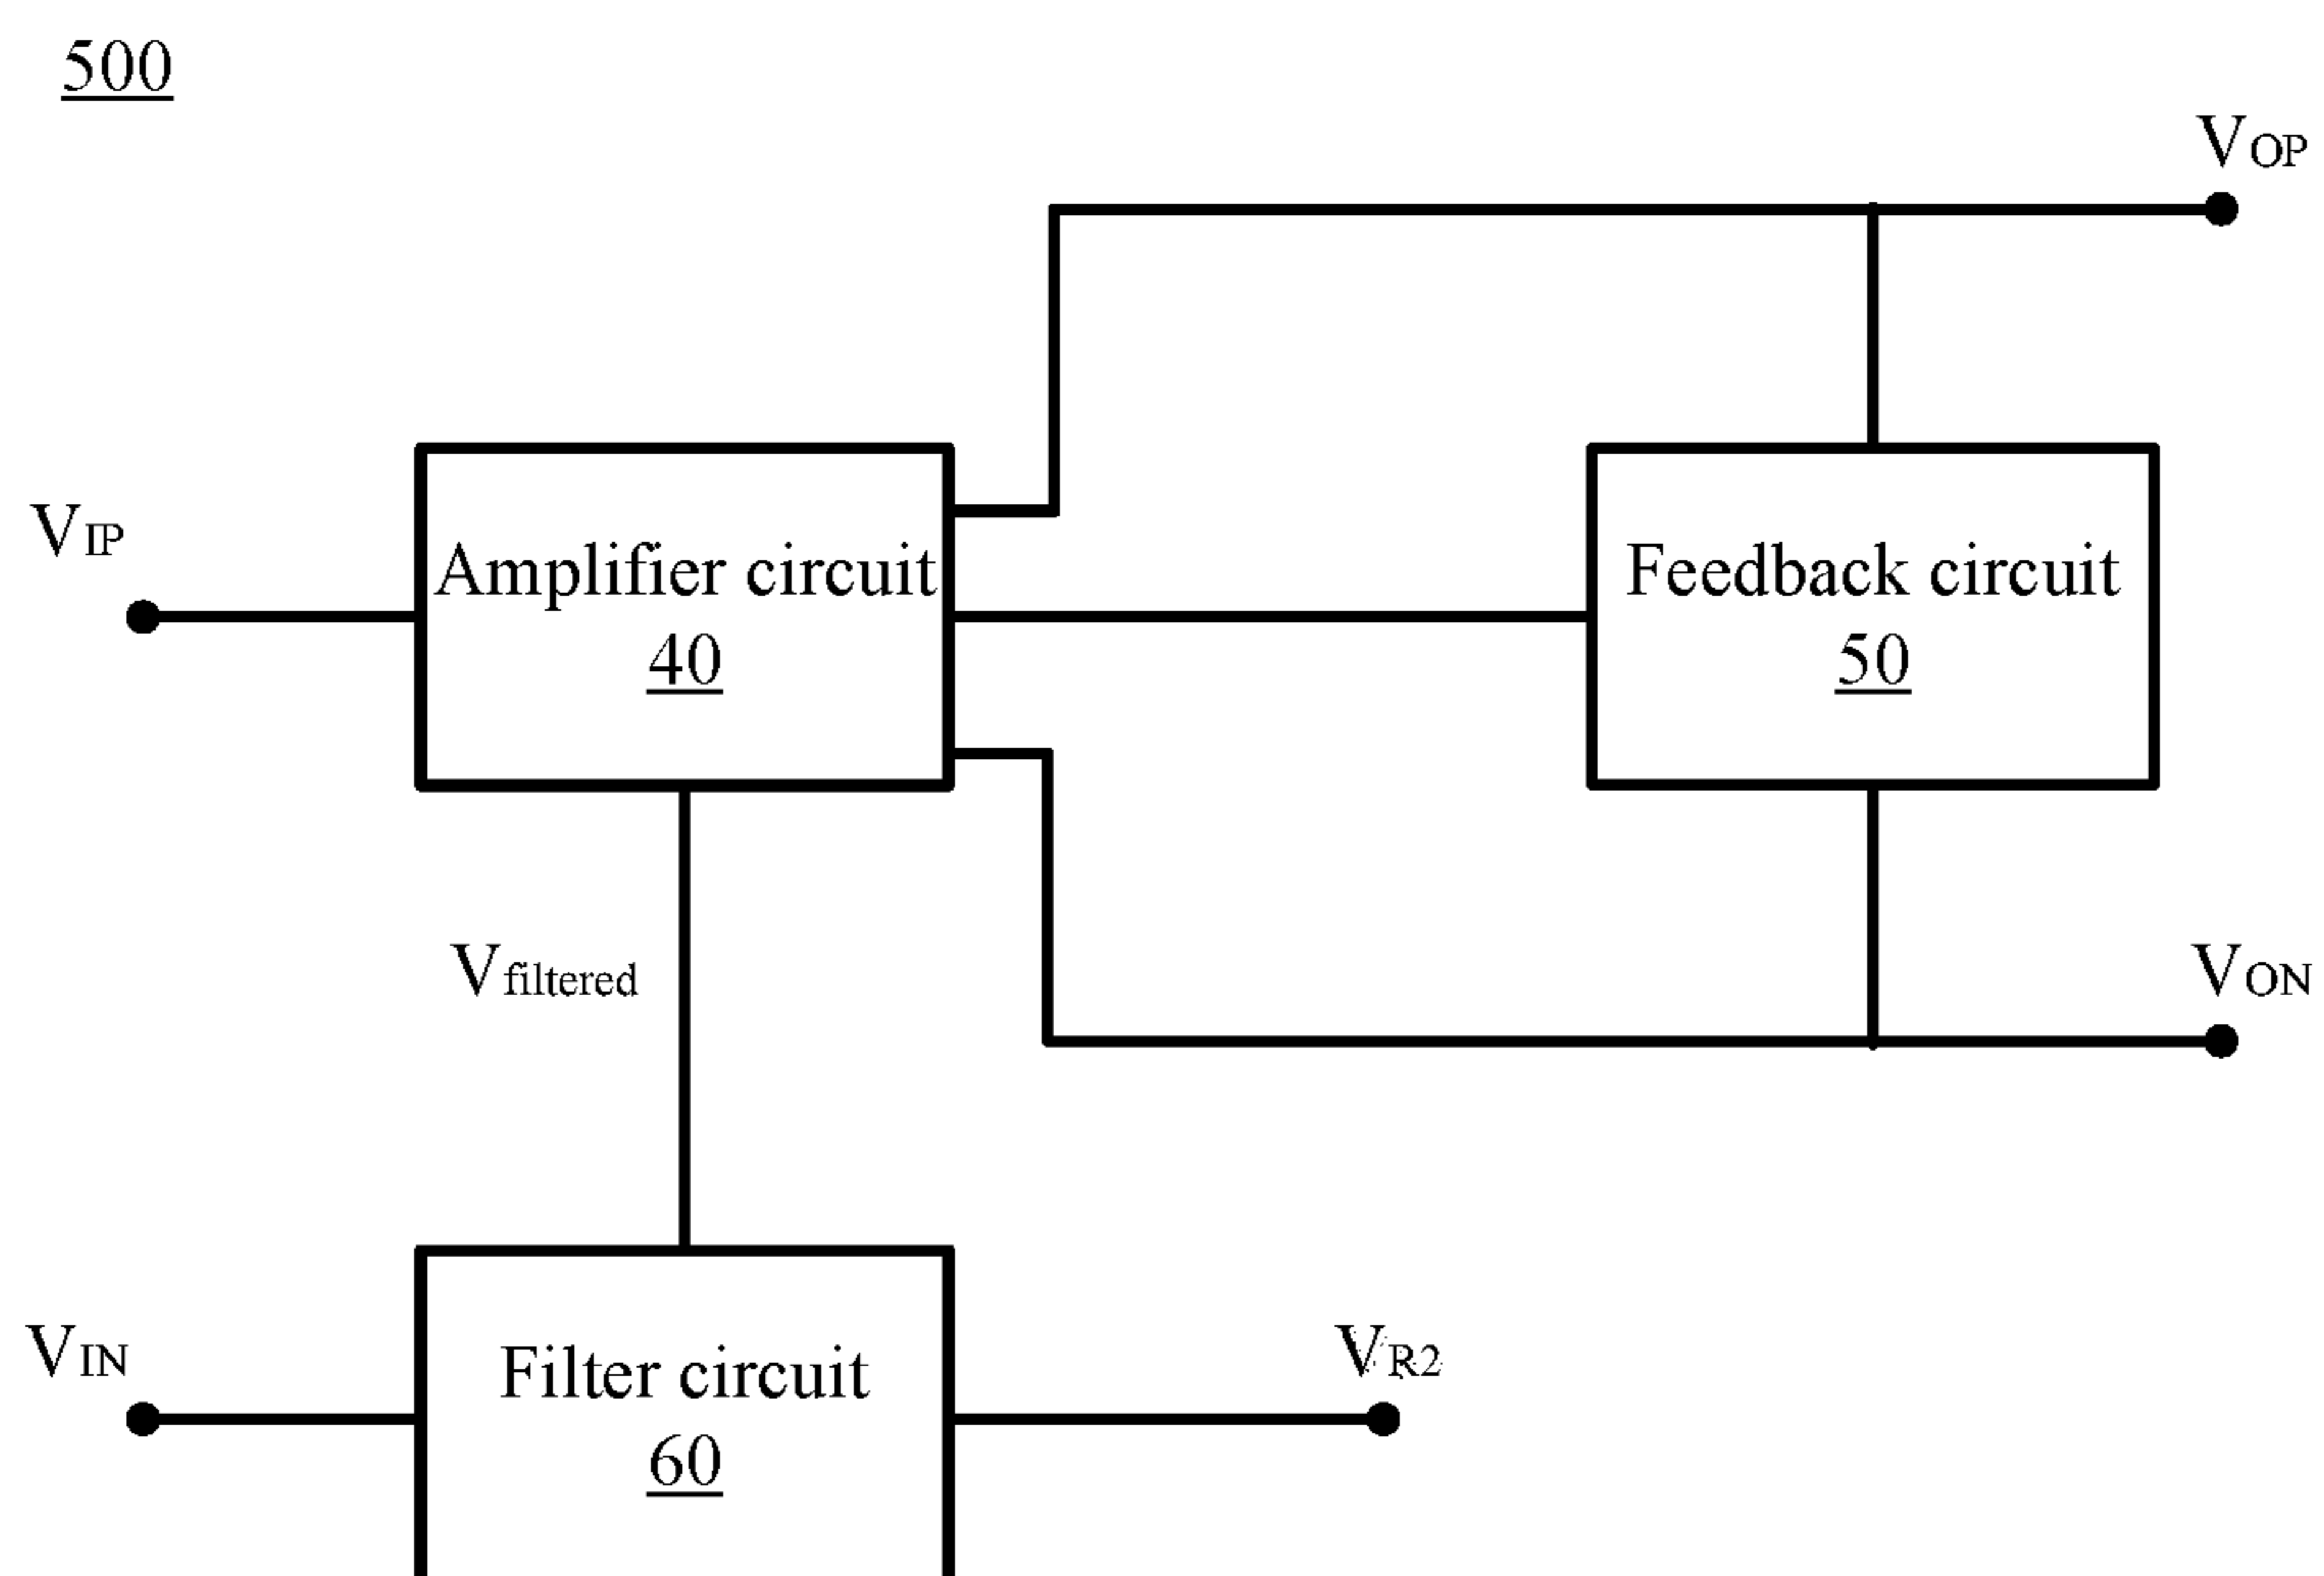 500
VOP
VIP
Amplifier circuit
40
Feedback circuit
50
Vfiltered
VON
VIN
Filter circuit
60
VR2